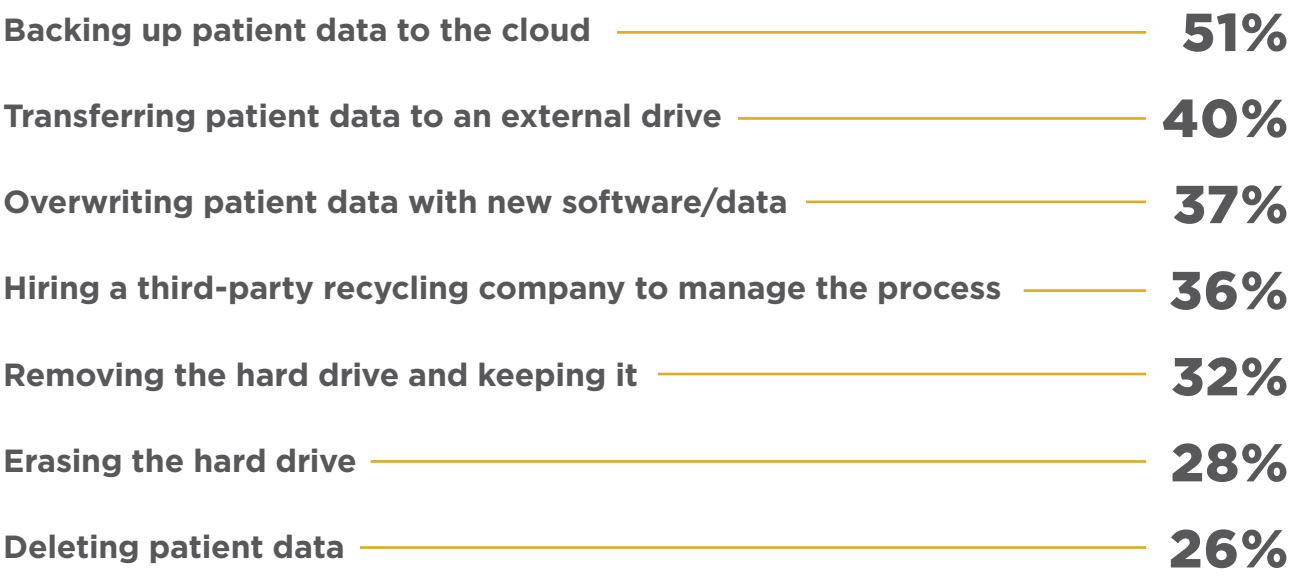 Backing up patient data to the cloud 51%
Transferring patient data to an external drive 40%
Overwriting patient data with new software/data 37%
Hiring a third-party recycling company to manage the process 36%
Removing the hard drive and keeping it 32%
Erasing the hard drive 28%
Deleting patient data 26%